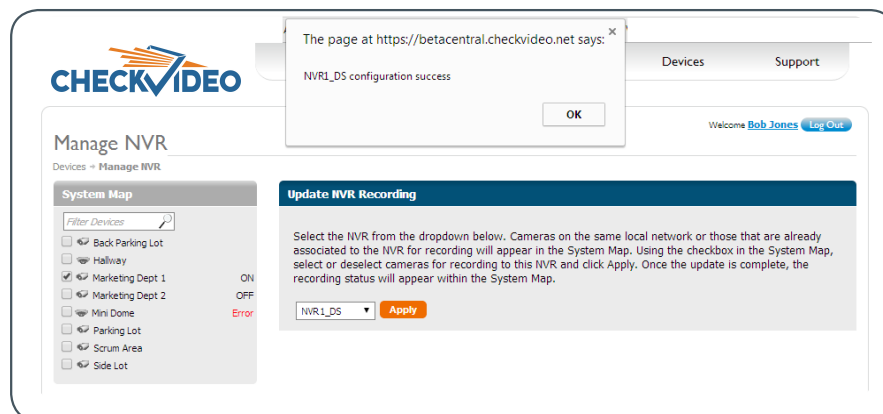 The page at https://betacentral.checkvideo.net says:
×
NVR1_DS configuration success
OK
CHECKVIDEO
Devices
Support
Welcome Bob Jones Log Out
Manage NVR
Devices → Manage NVR
System Map
Filter Devices
Back Parking Lot
Hallway
Marketing Dept 1 ON
Marketing Dept 2 OFF
Mini Dome Error
Parking Lot
Scrum Area
Side Lot
Update NVR Recording
Select the NVR from the dropdown below. Cameras on the same local network or those that are already
associated to the NVR for recording will appear in the System Map. Using the checkbox in the System Map,
select or deselect cameras for recording to this NVR and click Apply. Once the update is complete, the
recording status will appear within the System Map.
NVR1_DS Apply